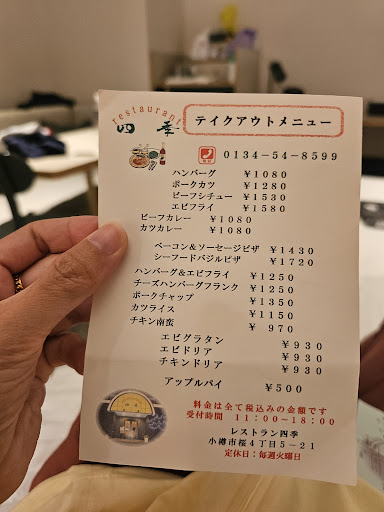 restaurant
四季
テイクアウトメニュー
0134-54-8599
ハンバーグ ¥1080
ポークカツ ¥1280
ビーフシチュー ¥1530
エビフライ ¥1580
ビーフカレー ¥1080
カツカレー ¥1080
ベーコン&ソーセージピザ ¥1430
シーフードバジルピザ ¥1720
ハンバーグ&エビフライ ¥1250
チーズハンバーグフランク ¥1250
ポークチャップ ¥1350
カツライス ¥1150
チキン南蛮 ¥ 970
エビグラタン ¥930
エビドリア ¥930
チキンドリア ¥930
アップルパイ ¥500
料金は全て税込みの金額です
受付時間 11:00~18:00
レストラン四季
小樽市桜4丁目5-21
定休日:毎週火曜日